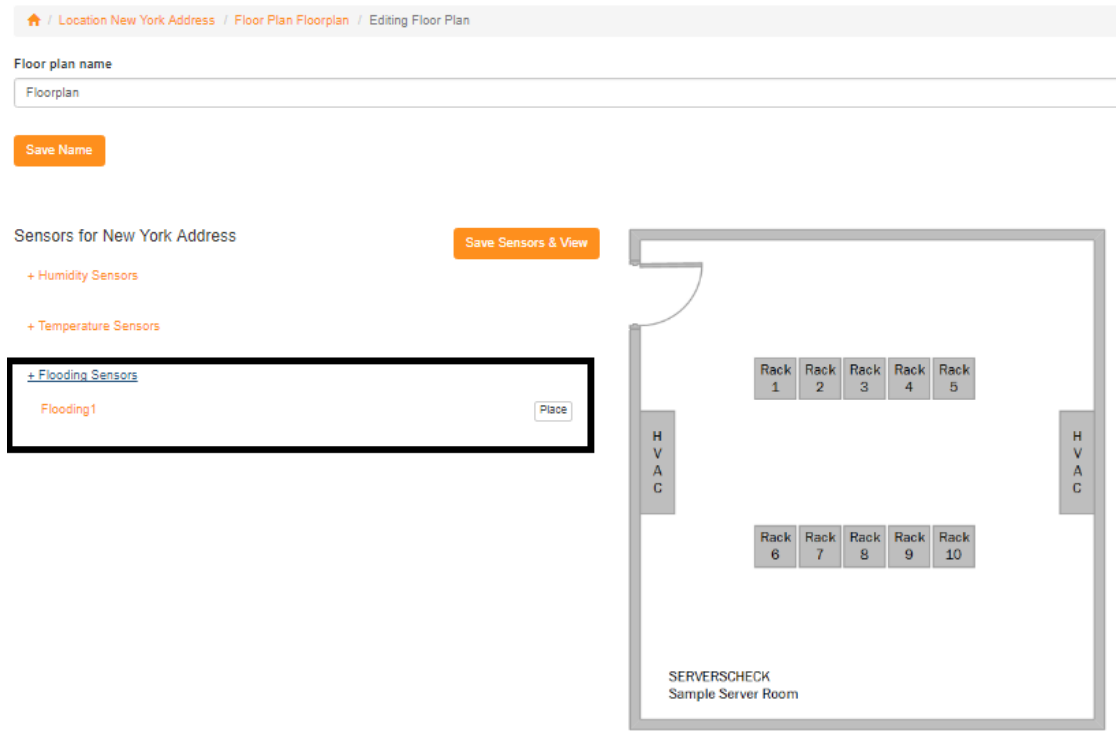 / Location New York Address / Floor Plan Floorplan / Editing Floor Plan
Floor plan name
Floorplan
Save Name
Sensors for New York Address
Save Sensors & View
+ Humidity Sensors
+ Temperature Sensors
+ Flooding Sensors
Flooding1
Place
Rack 1
Rack 2
Rack 3
Rack 4
Rack 5
HVAC
HVAC
Rack 6
Rack 7
Rack 8
Rack 9
Rack 10
SERVERSCHECK
Sample Server Room